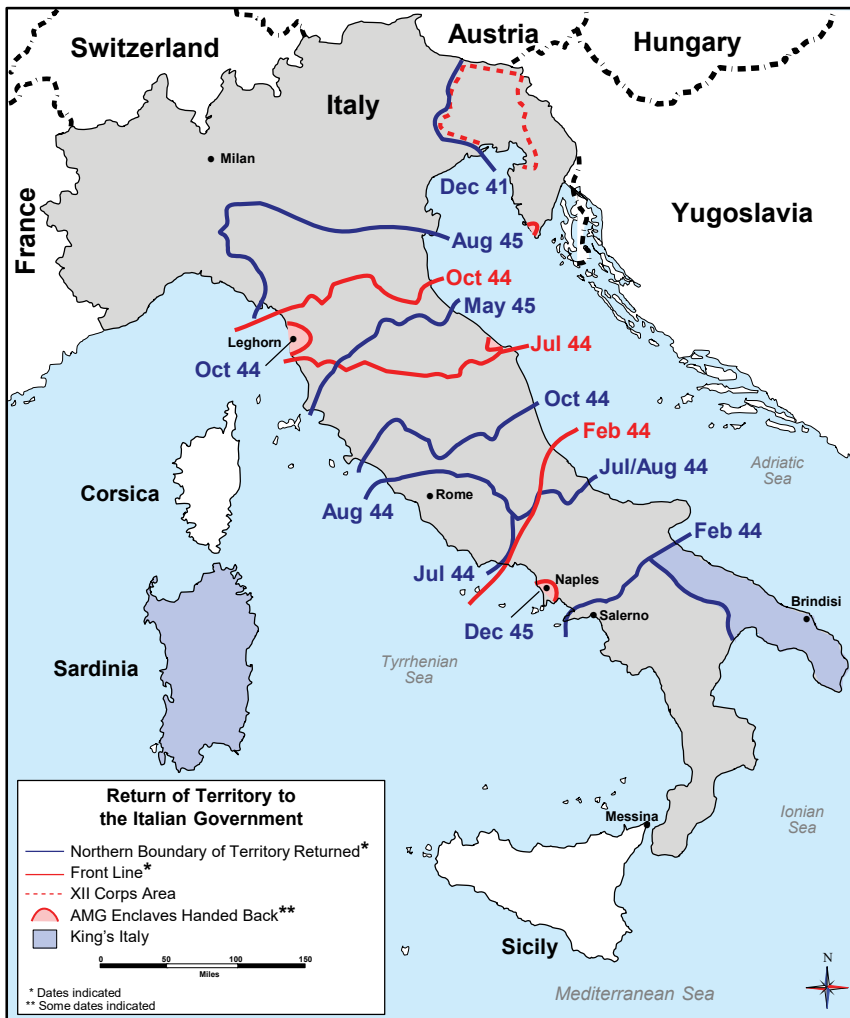 Switzerland
Austria
Hungary
Italy
Milan
France
Dec 41
Yugoslavia
Aug 45
Oct 44
May 45
Leghorn
Jul 44
Oct 44
Oct 44
Feb 44
Adriatic
Sea
Jul/Aug 44
Corsica
Rome
Aug 44
Feb 44
Jul 44
Naples
Brindisi
Salerno
Dec 45
Tyrrhenian
Sea
Sardinia
Messina
Ionian
Sea
Sicily
Mediterranean Sea
N
Return of Territory to
the Italian Government
Northern Boundary of Territory Returned*
Front Line*
XII Corps Area
AMG Enclaves Handed Back**
King's Italy
0 50 100 150
Miles
* Dates indicated
** Some dates indicated